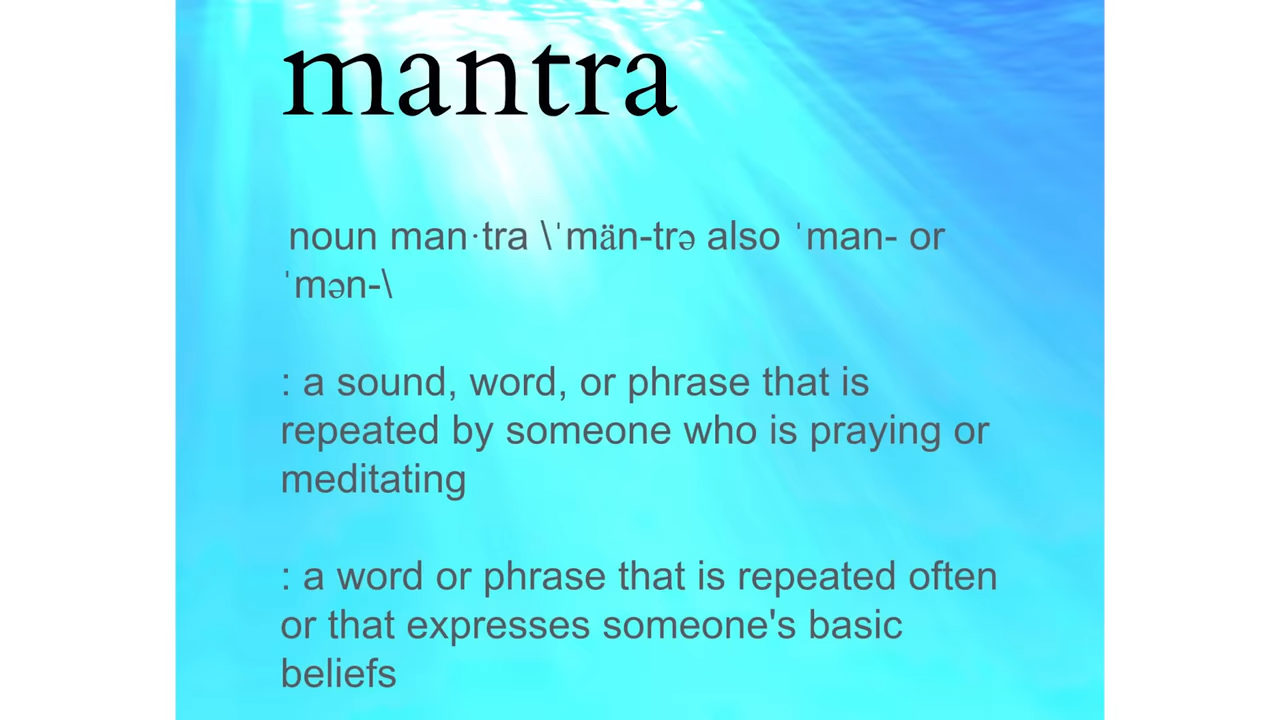 mantra
noun man·tra \ˈmän-trə also ˈman- or
ˈmən-\
: a sound, word, or phrase that is
repeated by someone who is praying or
meditating
: a word or phrase that is repeated often
or that expresses someone's basic
beliefs